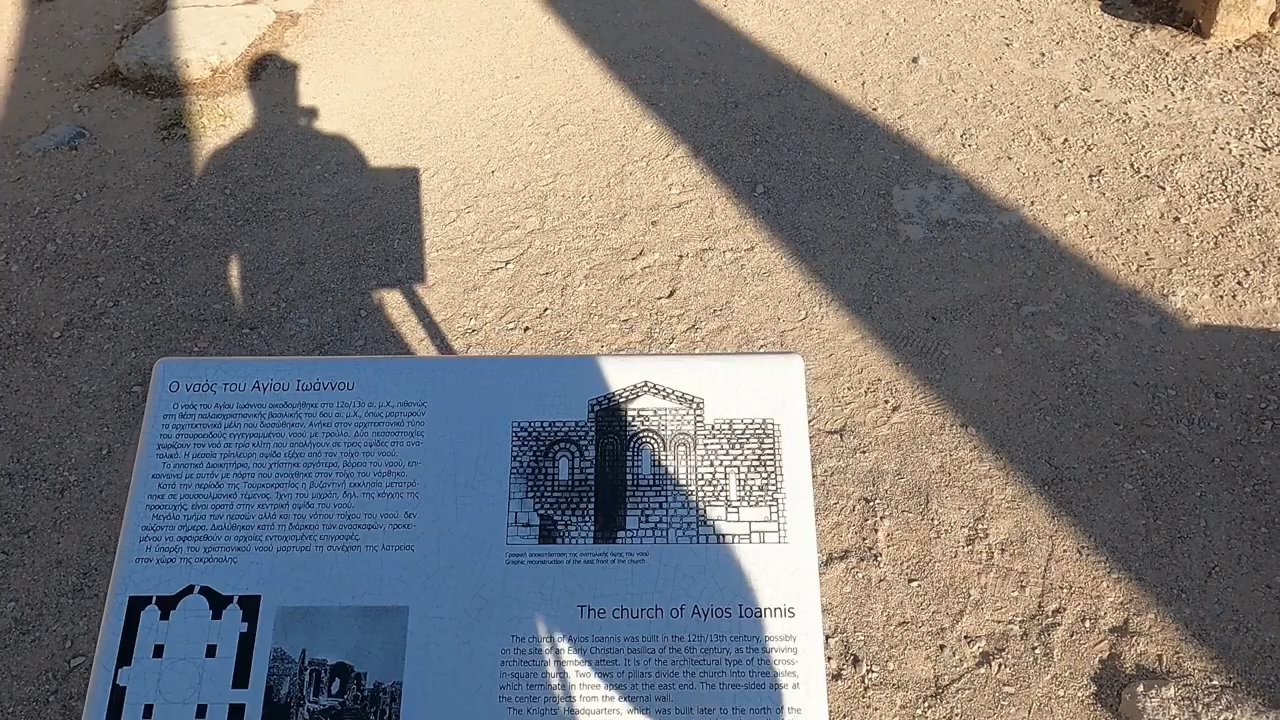 Ο ναός του Αγίου Ιωάννου
Ο ναός του Αγίου Ιωάννου οικοδομήθηκε στο 12ο/13ο αι. μ.Χ., πιθανώς
στη θέση παλαιοχριστιανικής βασιλικής του 6ου αι. μ.Χ., όπως μαρτυρούν
τα αρχιτεκτονικά μέλη που διασώθηκαν. Ανήκει στον αρχιτεκτονικό τύπο
του σταυροειδούς εγγεγραμμένου ναού με τρούλο. Δύο πεσσοστοιχίες
χωρίζουν τον ναό σε τρία κλίτη που απολήγουν σε τρεις αψίδες στα ανα-
τολικά. Η μεσαία τρίπλευρη αψίδα εξέχει από τον τοίχο του ναού.
Το Ιπποτικό Διοικητήριο, που χτίστηκε αργότερα, βόρεια του ναού, επι-
κοινωνεί με αυτόν με πόρτα που ανοίχθηκε στον τοίχο του νάρθηκα.
Κατά την περίοδο της Τουρκοκρατίας η βυζαντινή εκκλησία μετατρά-
πηκε σε μουσουλμανικό τέμενος. Ίχνη του μιχράπ, δηλ. της κόγχης της
προσευχής, είναι ορατά στην κεντρική αψίδα του ναού.
Μεγάλο τμήμα των πεσσών αλλά και του νότιου τοίχου του ναού δεν
σώζονται σήμερα. Διαλύθηκαν κατά τη διάρκεια των ανασκαφών, προκει-
μένου να αφαιρεθούν οι αρχαίες εντοιχισμένες επιγραφές.
Η ύπαρξη του χριστιανικού ναού μαρτυρεί τη συνέχιση της λατρείας
στον χώρο της ακρόπολης.
Γραφική αποκατάσταση της ανατολικής όψης του ναού
Graphic reconstruction of the east front of the church
The church of Ayios Ioannis
The church of Ayios Ioannis was built in the 12th/13th century, possibly
on the site of an Early Christian basilica of the 6th century, as the surviving
architectural members attest. It is of the architectural type of the cross-
in-square church. Two rows of pillars divide the church into three aisles,
which terminate in three apses at the east end. The three-sided apse at
the center projects from the external wall.
The Knights' Headquarters, which was built later to the north of the